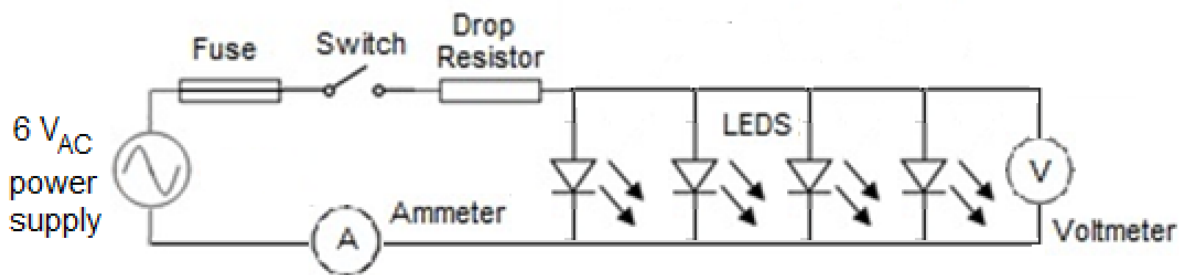 Fuse
Switch
Drop
Resistor
6 VAC
power
supply
LEDS
V
Ammeter
A
Voltmeter